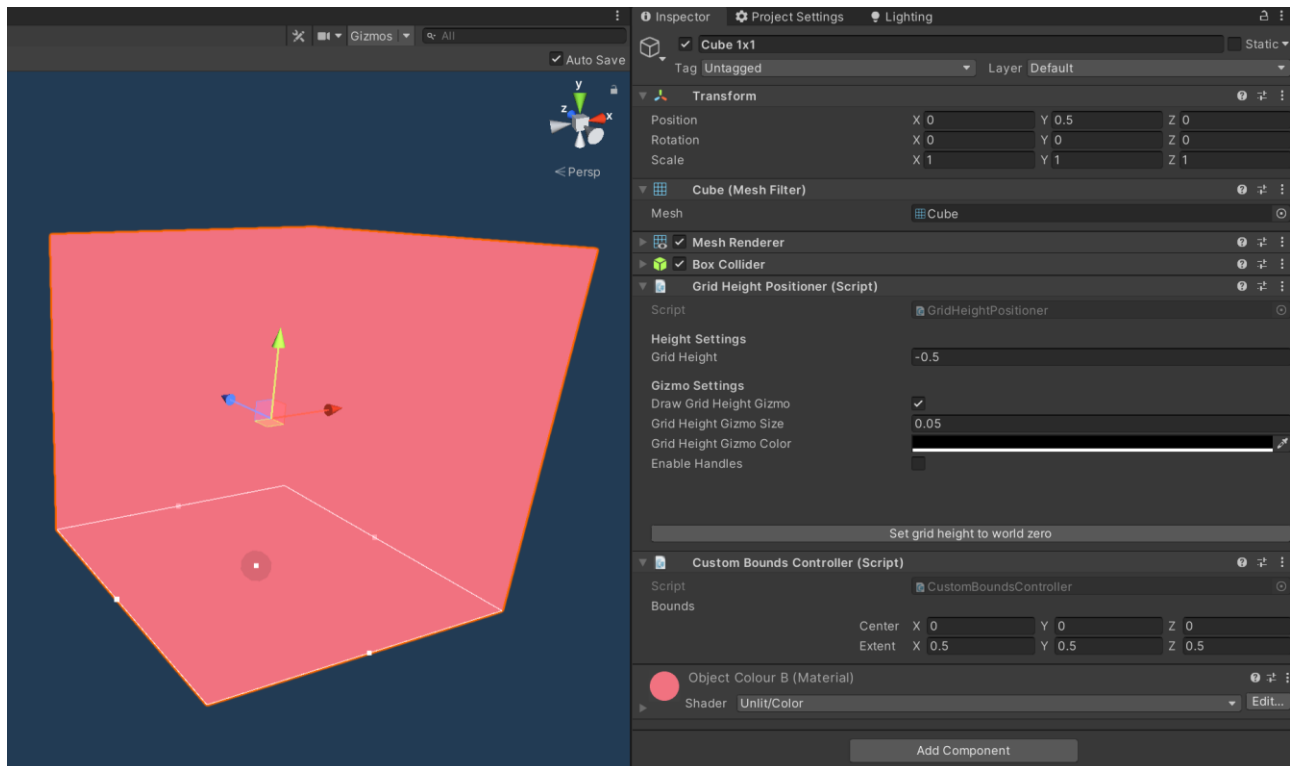 Inspector Project Settings Lighting
Gizmos All
Cube 1x1 Static
Auto Save
Tag Untagged Layer Default
y
z
x
Persp
Transform
Position X 0 Y 0.5 Z 0
Rotation X 0 Y 0 Z 0
Scale X 1 Y 1 Z 1
Cube (Mesh Filter)
Mesh Cube
Mesh Renderer
Box Collider
Grid Height Positioner (Script)
Script GridHeightPositioner
Height Settings
Grid Height -0.5
Gizmo Settings
Draw Grid Height Gizmo
Grid Height Gizmo Size 0.05
Grid Height Gizmo Color
Enable Handles
Set grid height to world zero
Custom Bounds Controller (Script)
Script CustomBoundsController
Bounds
Center X 0 Y 0 Z 0
Extent X 0.5 Y 0.5 Z 0.5
Object Colour B (Material)
Shader Unlit/Color Edit...
Add Component